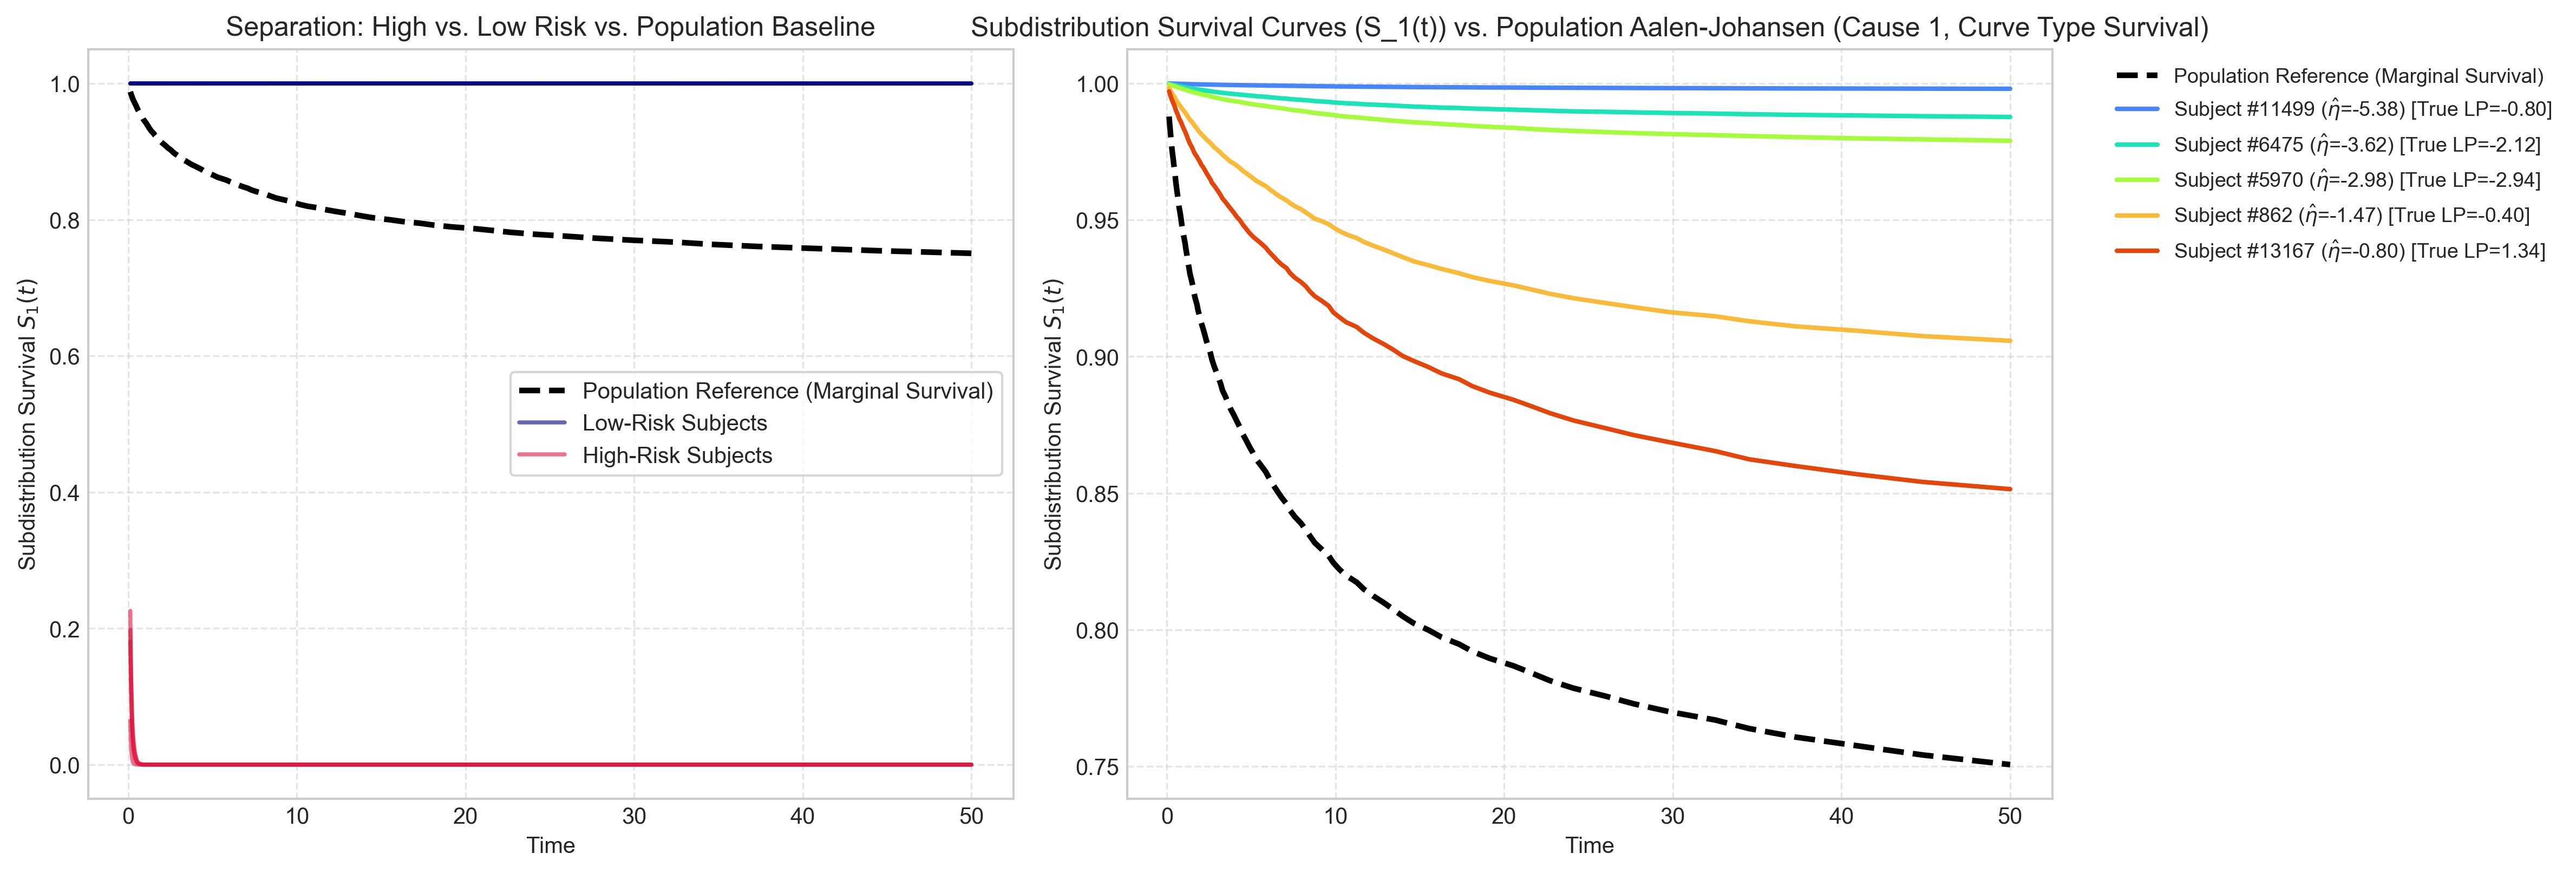 Separation: High vs. Low Risk vs. Population Baseline
Subdistribution Survival S₁(t)
1.0
0.8
0.6
0.4
0.2
0.0
Population Reference (Marginal Survival)
Low-Risk Subjects
High-Risk Subjects
0 10 20 30 40 50
Time
Subdistribution Survival Curves (S_1(t)) vs. Population Aalen-Johansen (Cause 1, Curve Type Survival)
Subdistribution Survival S₁(t)
1.00
0.95
0.90
0.85
0.80
0.75
0 10 20 30 40 50
Time
Population Reference (Marginal Survival)
Subject #11499 (η̂=-5.38) [True LP=-0.80]
Subject #6475 (η̂=-3.62) [True LP=-2.12]
Subject #5970 (η̂=-2.98) [True LP=-2.94]
Subject #862 (η̂=-1.47) [True LP=-0.40]
Subject #13167 (η̂=-0.80) [True LP=1.34]